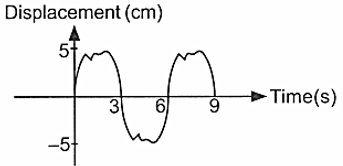 Displacement (cm)
5
3 6 9 Time(s)
–5